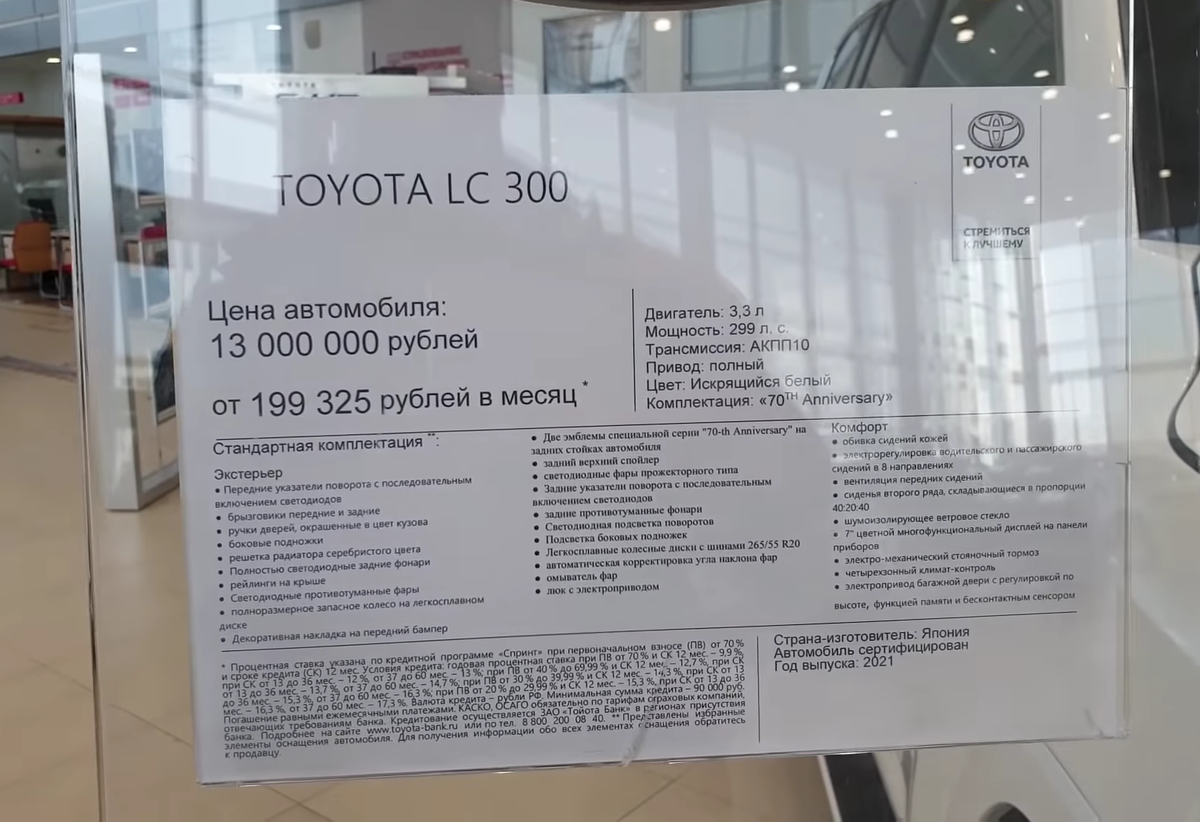 TOYOTA LC 300
TOYOTA
СТРЕМИТЬСЯ
К ЛУЧШЕМУ
Цена автомобиля:
13 000 000 рублей
от 199 325 рублей в месяц *
Двигатель: 3,3 л
Мощность: 299 л. с.
Трансмиссия: АКПП10
Привод: полный
Цвет: Искрящийся белый
Комплектация: «70TH Anniversary»
Стандартная комплектация **:
Экстерьер
• Передние указатели поворота с последовательным
включением светодиодов
• брызговики передние и задние
• ручки дверей, окрашенные в цвет кузова
• боковые подножки
• решетка радиатора серебристого цвета
• Полностью светодиодные задние фонари
• рейлинги на крыше
• Светодиодные противотуманные фары
• полноразмерное запасное колесо на легкосплавном
диске
• Декоративная накладка на передний бампер
• Две эмблемы специальной серии "70-th Anniversary" на
задних стойках автомобиля
• задний верхний спойлер
• светодиодные фары прожекторного типа
• Задние указатели поворота с последовательным
включением светодиодов
• задние противотуманные фонари
• Светодиодная подсветка поворотов
• Подсветка боковых подножек
• Легкосплавные колесные диски с шинами 265/55 R20
• автоматическая корректировка угла наклона фар
• омыватель фар
• люк с электроприводом
Комфорт
• обивка сидений кожей
• электрорегулировка водительского и пассажирского
сидений в 8 направлениях
• вентиляция передних сидений
• сиденья второго ряда, складывающиеся в пропорции
40:20:40
• шумоизолирующее ветровое стекло
• 7" цветной многофункциональный дисплей на панели
приборов
• электро-механический стояночный тормоз
• четырехзонный климат-контроль
• электропривод багажной двери с регулировкой по
высоте, функцией памяти и бесконтактным сенсором
* Процентная ставка указана по кредитной программе «Спринт» при первоначальном взносе (ПВ) от 70 %
и сроке кредита (СК) 12 мес. Условия кредита: годовая процентная ставка при ПВ от 70 % и СК 12 мес. – 9,9 %,
при СК от 13 до 36 мес. – 12 %, от 37 до 60 мес. – 13 %; при ПВ от 40 % до 69,99 % и СК 12 мес. – 12,7 %, при СК
от 13 до 36 мес. – 13,7 %, от 37 до 60 мес. – 14,7 %; при ПВ от 30 % до 39,99 % и СК 12 мес. – 14,3 %, при СК от 13
до 36 мес. – 15,3 %, от 37 до 60 мес. – 16,3 %; при ПВ от 20 % до 29,99 % и СК 12 мес. – 15,3 %, при СК от 13 до 36
мес. – 16,3 %, от 37 до 60 мес. – 17,3 %. Валюта кредита – рубли РФ. Минимальная сумма кредита – 90 000 руб.
Погашение равными ежемесячными платежами. КАСКО, ОСАГО обязательно по тарифам страховых компаний,
отвечающих требованиям банка. Кредитование осуществляется ЗАО «Тойота Банк» в регионах присутствия
банка. Подробнее на сайте www.toyota-bank.ru или по тел. 8 800 200 08 40. ** Представлены избранные
элементы оснащения автомобиля. Для получения информации обо всех элементах оснащения обратитесь
к продавцу.
Страна-изготовитель: Япония
Автомобиль сертифицирован
Год выпуска: 2021